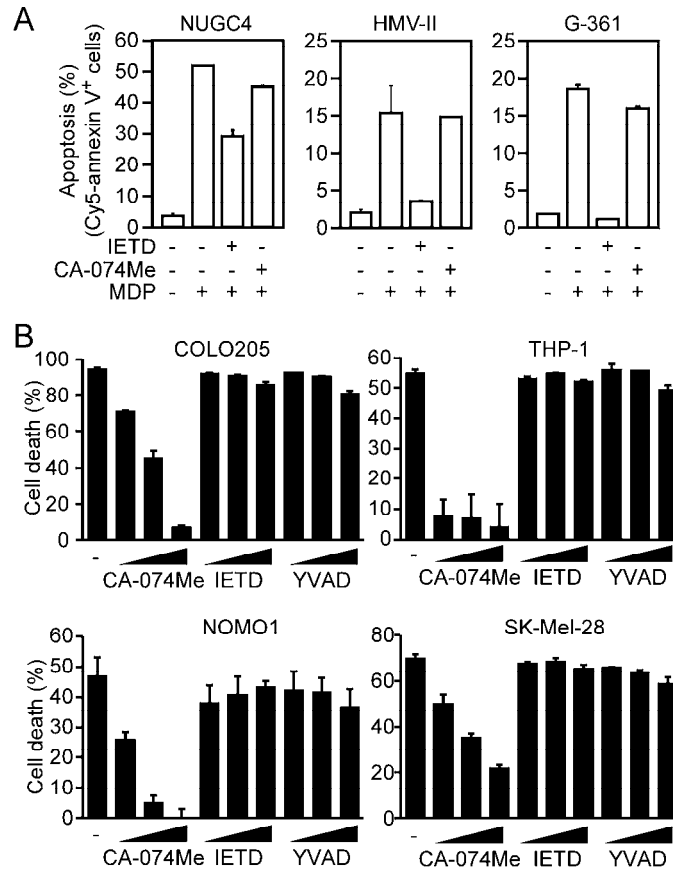 A
NUGC4 HMV-II G-361
Apoptosis (%)
(Cy5-annexin V+ cells)
60 25 25
50 20 20
40 15 15
30 10 10
20 5 5
10 0 0
0
IETD - - + - - - + - - - + -
CA-074Me - - - + - - - + - - - +
MDP - + + + - + + + - + + +
B
COLO205 THP-1
Cell death (%)
100 60
80 50
60 40
40 30
20 20
0 10
0
- CA-074Me IETD YVAD - CA-074Me IETD YVAD
NOMO1 SK-Mel-28
Cell death (%)
60 80
50 60
40 40
30 20
20 0
10
0
- CA-074Me IETD YVAD - CA-074Me IETD YVAD